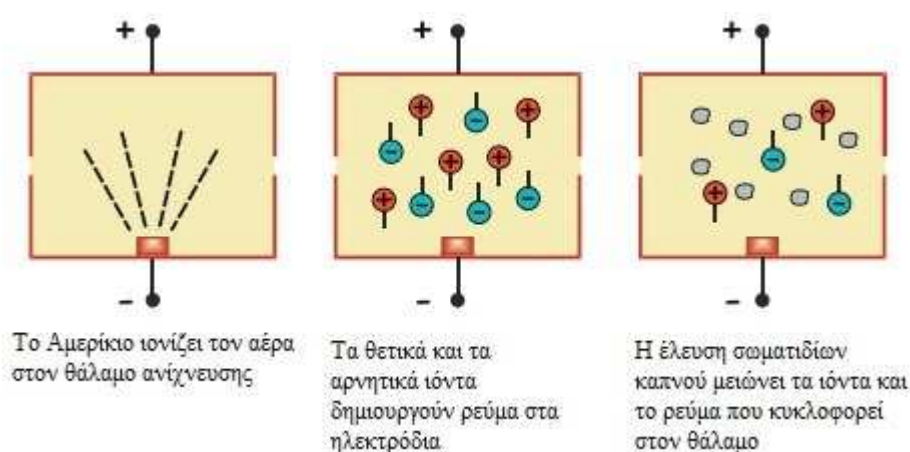 Το Αμερίκιο ιονίζει τον αέρα
στον θάλαμο ανίχνευσης
Τα θετικά και τα
αρνητικά ιόντα
δημιουργούν ρεύμα στα
ηλεκτρόδια
Η έλευση σωματιδίων
καπνού μειώνει τα ιόντα και
το ρεύμα που κυκλοφορεί
στον θάλαμο